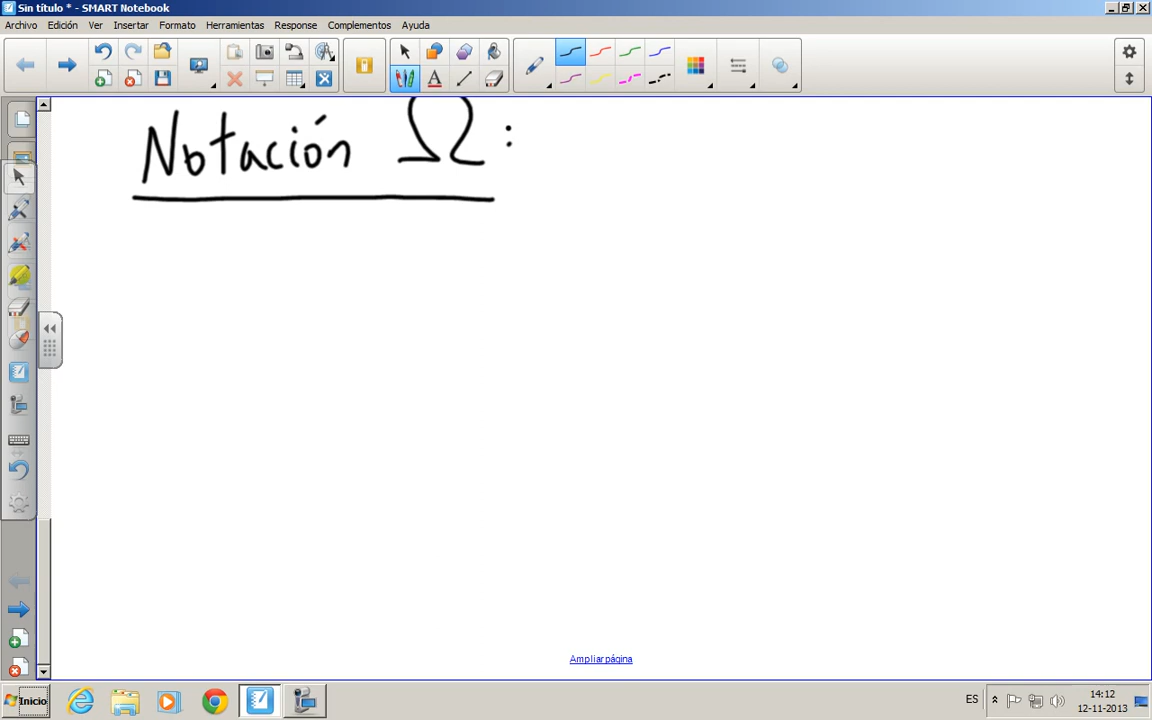 Sin título * - SMART Notebook
Archivo Edición Ver Insertar Formato Herramientas Response Complementos Ayuda
Notación Ω:
Ampliar página
Inicio
ES
14:12
12-11-2013